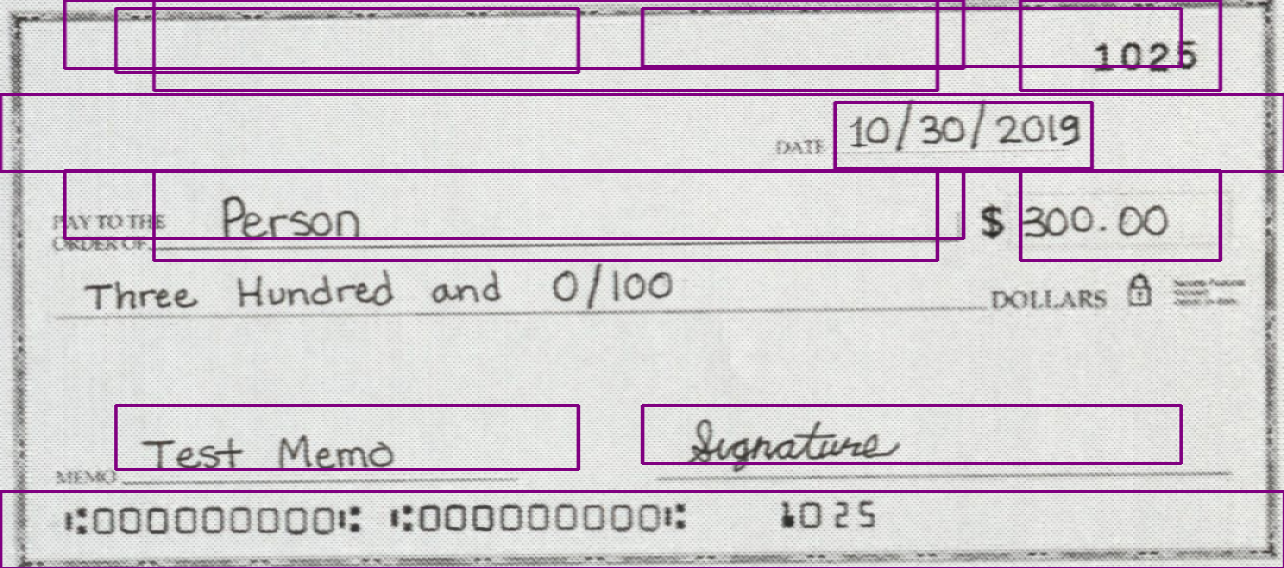 1025
DATE 10/30/2019
PAY TO THE ORDER OF Person $ 300.00
Three Hundred and 0/100 DOLLARS
MEMO Test Memo Signature
⑆000000000⑆ ⑆000000000⑆ 1025